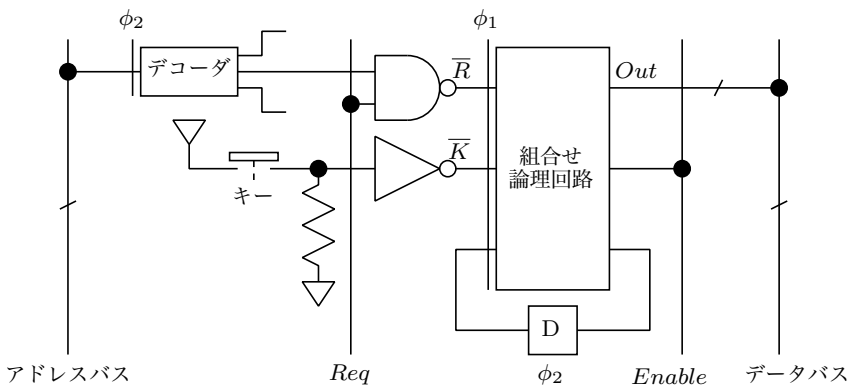 φ₂
φ₁
デコーダ
R̅
Out
K̅
組合せ
論理回路
キー
D
アドレスバス
Req
φ₂
Enable
データバス